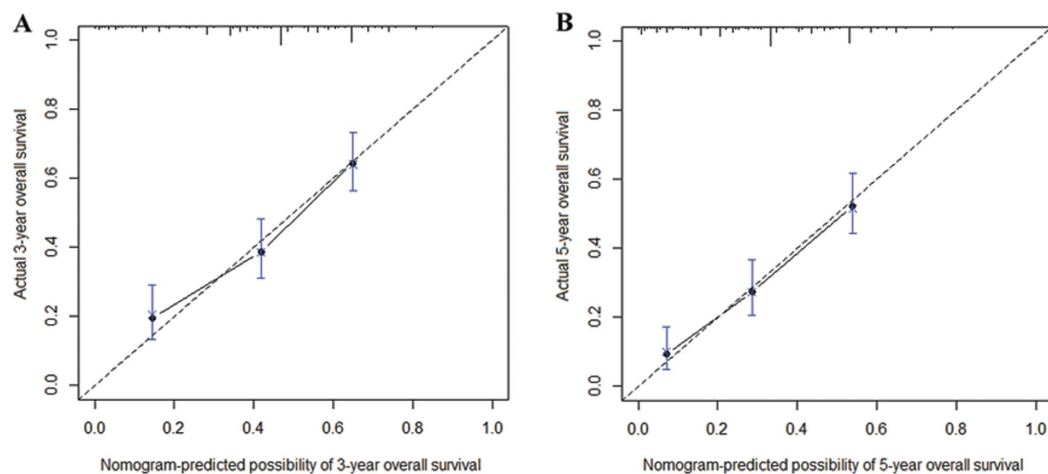 A
Actual 3-year overall survival
1.0
0.8
0.6
0.4
0.2
0.0
0.0 0.2 0.4 0.6 0.8 1.0
Nomogram-predicted possibility of 3-year overall survival
B
Actual 5-year overall survival
1.0
0.8
0.6
0.4
0.2
0.0
0.0 0.2 0.4 0.6 0.8 1.0
Nomogram-predicted possibility of 5-year overall survival